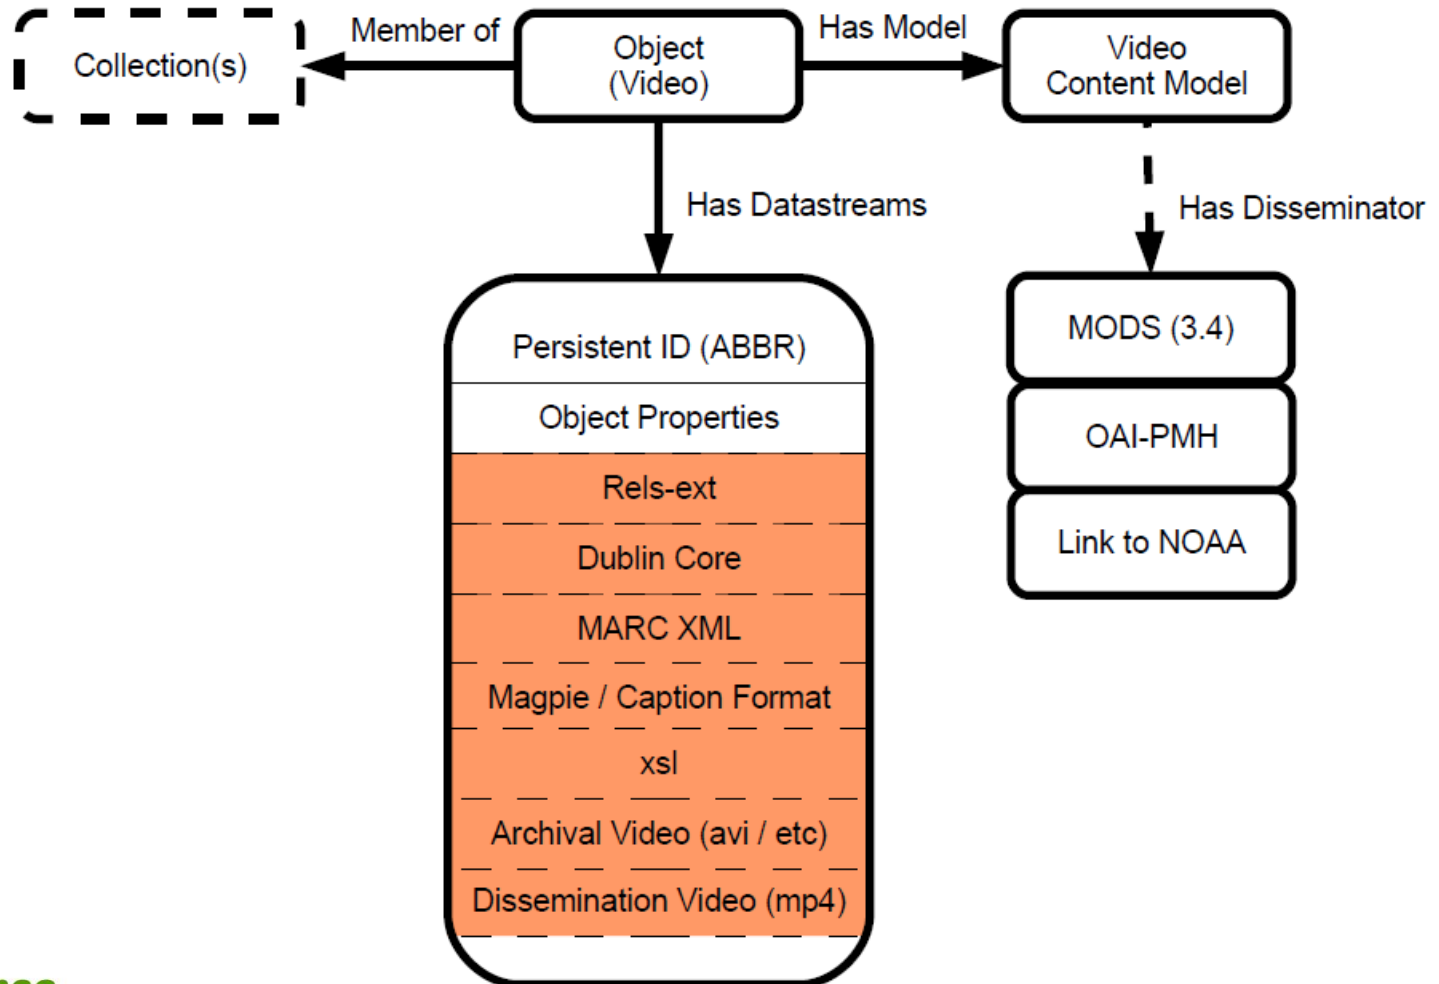 Collection(s)
Member of
Object
(Video)
Has Model
Video
Content Model
Has Datastreams
Has Disseminator
Persistent ID (ABBR)
Object Properties
Rels-ext
Dublin Core
MARC XML
Magpie / Caption Format
xsl
Archival Video (avi / etc)
Dissemination Video (mp4)
MODS (3.4)
OAI-PMH
Link to NOAA